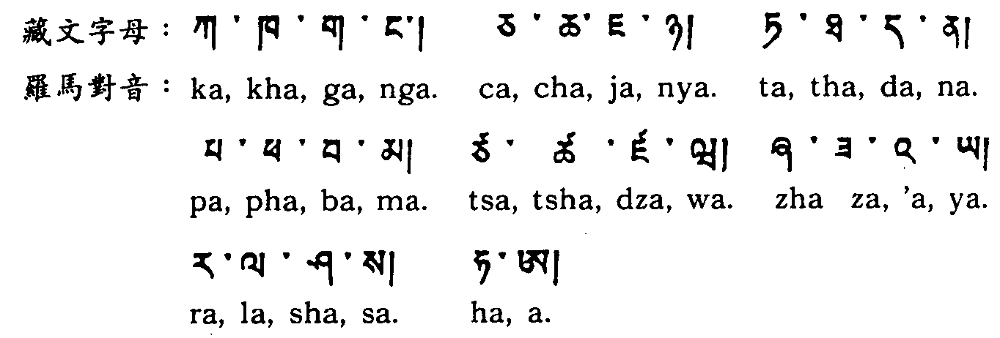 藏文字母：ཀ་ཁ་ག་ང་། ཅ་ཆ་ཇ་ཉ། ཏ་ཐ་ད་ན།
羅馬對音：ka, kha, ga, nga. ca, cha, ja, nya. ta, tha, da, na.
པ་ཕ་བ་མ། ཙ་ཚ་ཛ་ཝ། ཞ་ཟ་འ་ཡ།
pa, pha, ba, ma. tsa, tsha, dza, wa. zha za, ’a, ya.
ར་ལ་ཤ་ས། ཧ་ཨ།
ra, la, sha, sa. ha, a.